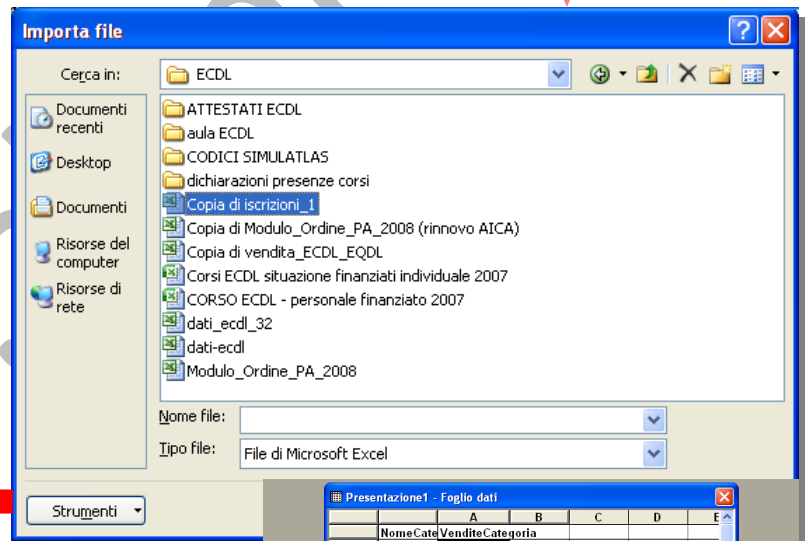 Importa file
Cerca in:
ECDL
Documenti recenti
Desktop
Documenti
Risorse del computer
Risorse di rete
ATTESTATI ECDL
aula ECDL
CODICI SIMULATLAS
dichiarazioni presenze corsi
Copia di iscrizioni_1
Copia di Modulo_Ordine_PA_2008 (rinnovo AICA)
Copia di vendita_ECDL_EQDL
Corsi ECDL situazione finanziati individuale 2007
CORSO ECDL - personale finanziato 2007
dati_ecdl_32
dati-ecdl
Modulo_Ordine_PA_2008
Nome file:
Tipo file:
File di Microsoft Excel
Strumenti
Presentazione1 - Foglio dati
A B C D E
NomeCate VenditeCategoria